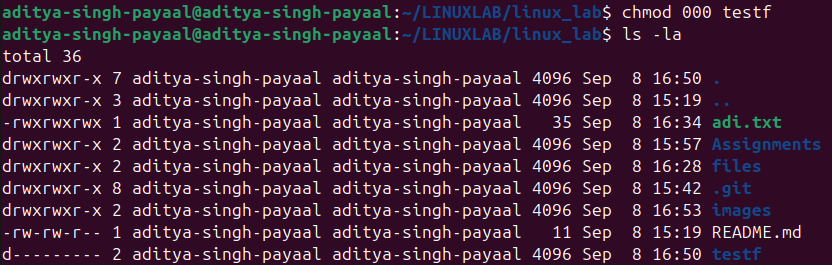 aditya-singh-payaal@aditya-singh-payaal:~/LINUXLAB/linux_lab$ chmod 000 testf
aditya-singh-payaal@aditya-singh-payaal:~/LINUXLAB/linux_lab$ ls -la
total 36
drwxrwxr-x 7 aditya-singh-payaal aditya-singh-payaal 4096 Sep  8 16:50 .
drwxrwxr-x 3 aditya-singh-payaal aditya-singh-payaal 4096 Sep  8 15:19 ..
-rwxrwxrwx 1 aditya-singh-payaal aditya-singh-payaal   35 Sep  8 16:34 adi.txt
drwxrwxr-x 2 aditya-singh-payaal aditya-singh-payaal 4096 Sep  8 15:57 Assignments
drwxrwxr-x 2 aditya-singh-payaal aditya-singh-payaal 4096 Sep  8 16:28 files
drwxrwxr-x 8 aditya-singh-payaal aditya-singh-payaal 4096 Sep  8 15:42 .git
drwxrwxr-x 2 aditya-singh-payaal aditya-singh-payaal 4096 Sep  8 16:53 images
-rw-rw-r-- 1 aditya-singh-payaal aditya-singh-payaal   11 Sep  8 15:19 README.md
d--------- 2 aditya-singh-payaal aditya-singh-payaal 4096 Sep  8 16:50 testf